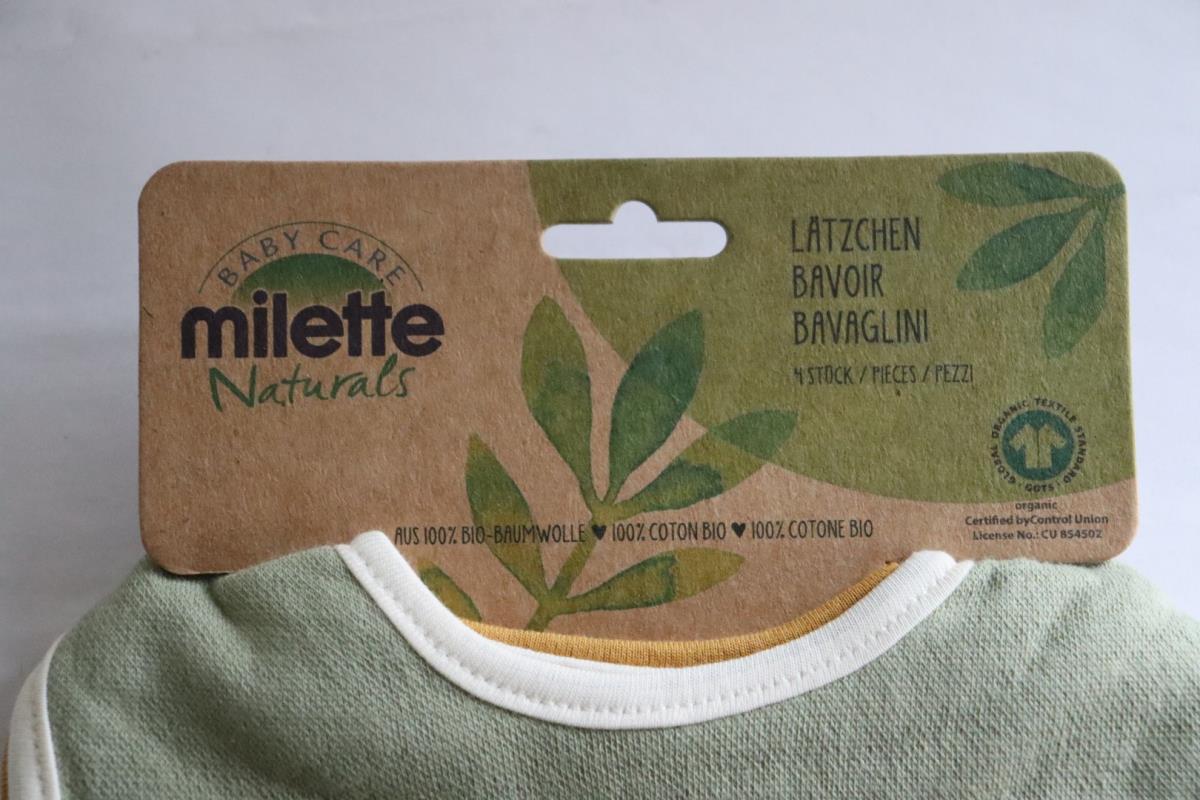 BABY CARE
milette
Naturals
LÄTZCHEN
BAVOIR
BAVAGLINI
4 STÜCK / PIECES / PEZZI
GLOBAL ORGANIC TEXTILE STANDARD · GOTS ·
organic
Certified byControl Union
License No.: CU 854502
AUS 100% BIO-BAUMWOLLE ♥ 100% COTON BIO ♥ 100% COTONE BIO